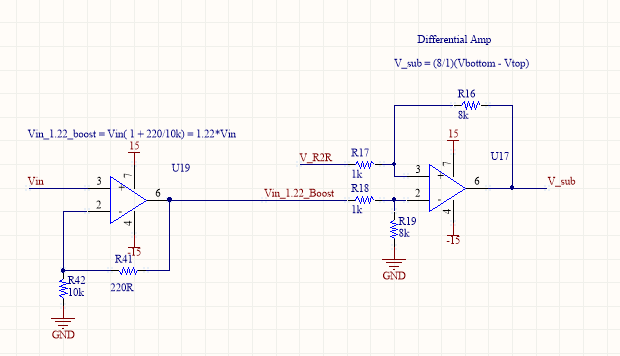 Differential Amp
V_sub = (8/1)(Vbottom - Vtop)
R16
8k
Vin_1.22_boost = Vin( 1 + 220/10k) = 1.22*Vin
15
15
7
7
U19
V_R2R
R17
1k
U17
Vin
3
+
6
2
-
4
-15
Vin_1.22_Boost
R18
1k
3
+
6
2
-
4
-15
V_sub
R19
8k
GND
R41
220R
R42
10k
GND